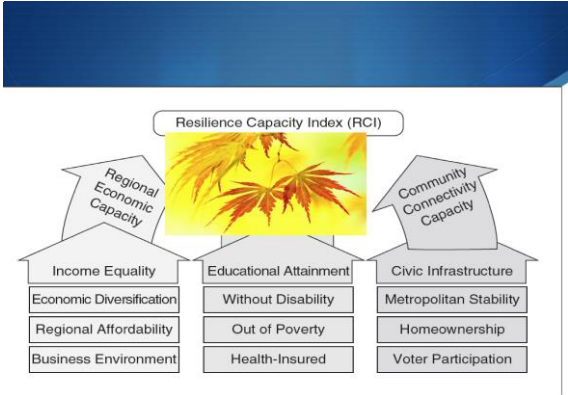 Resilience Capacity Index (RCI)
Regional
Economic
Capacity
Community
Connectivity
Capacity
Income Equality
Educational Attainment
Civic Infrastructure
Economic Diversification
Without Disability
Metropolitan Stability
Regional Affordability
Out of Poverty
Homeownership
Business Environment
Health-Insured
Voter Participation